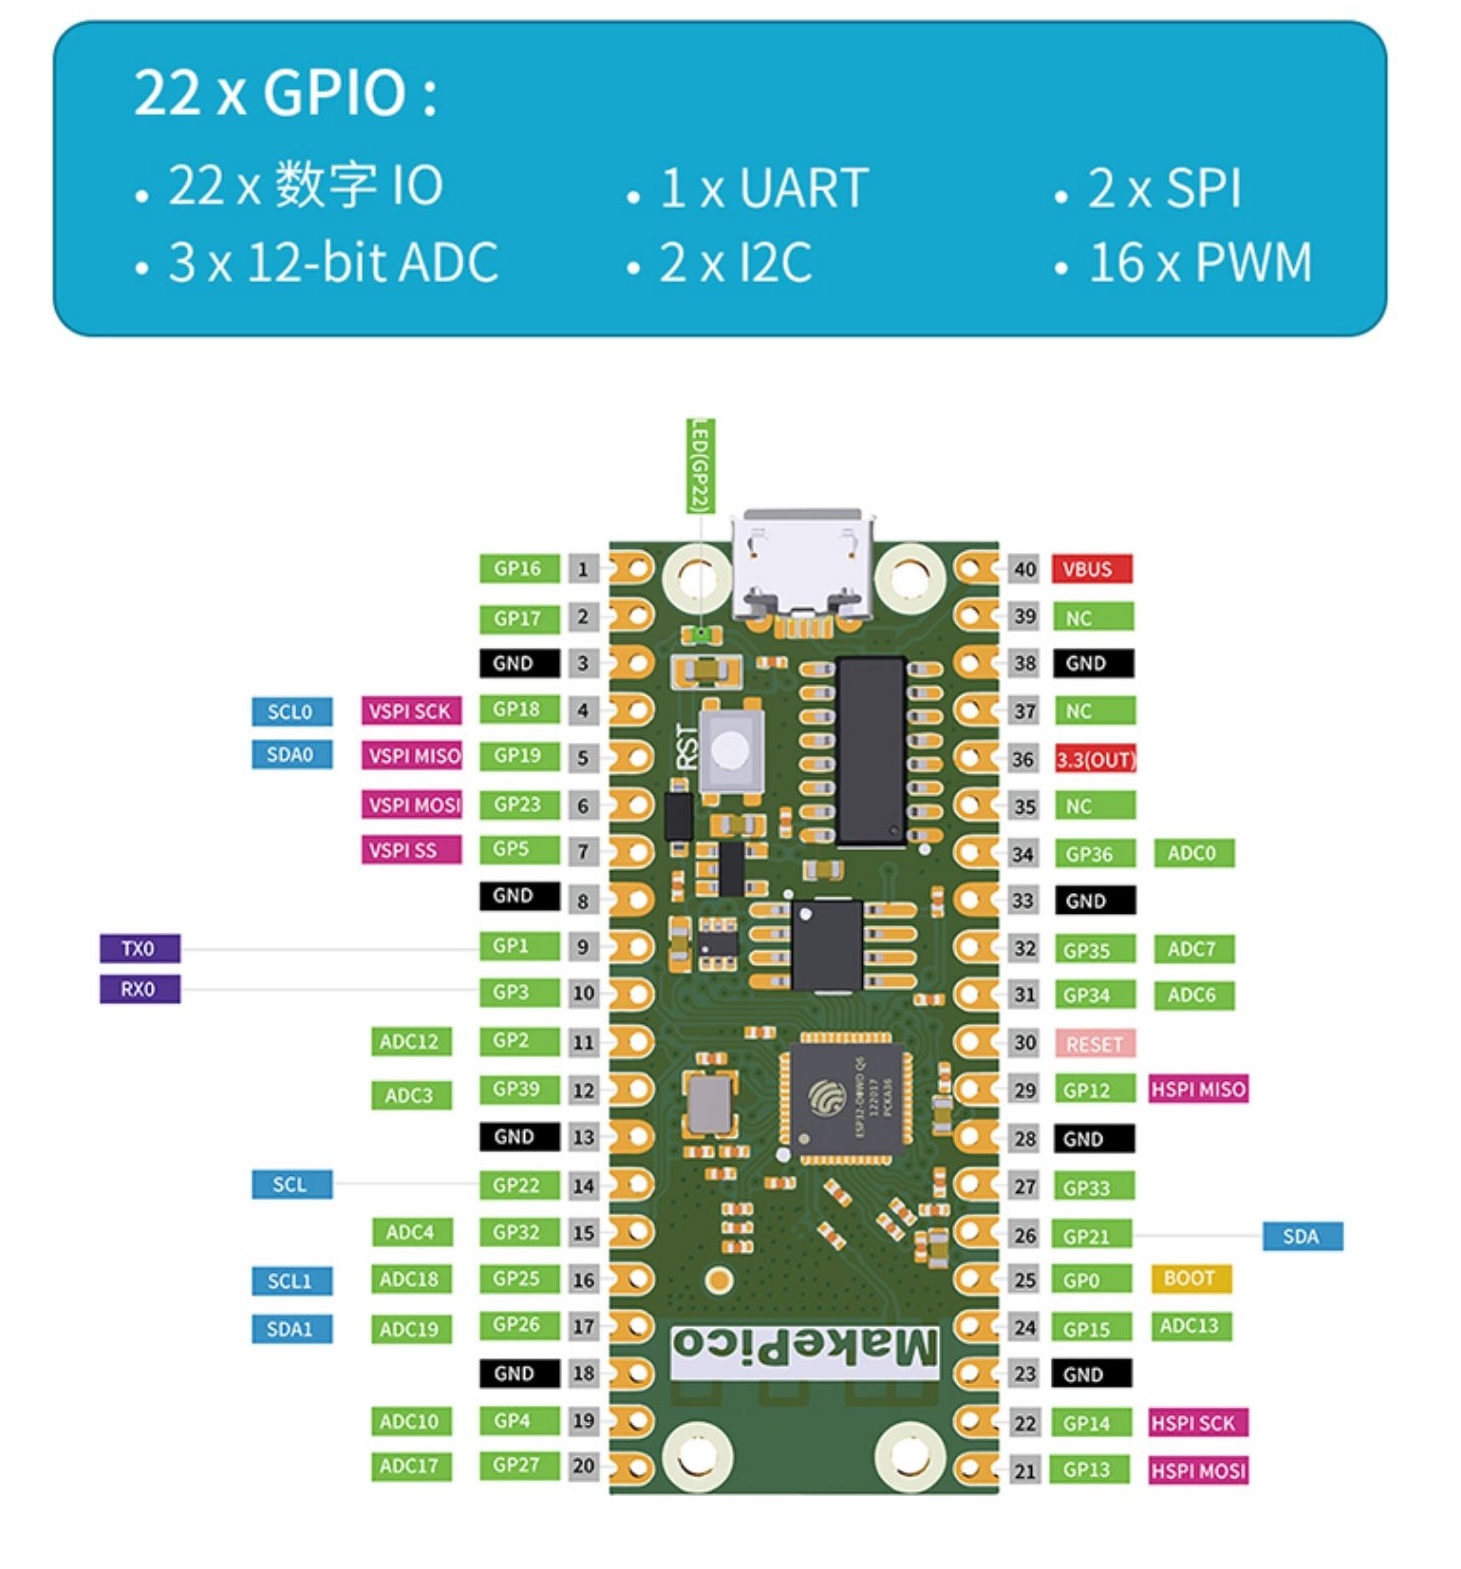 22 x GPIO :
• 22 x 数字 IO
• 1 x UART
• 2 x SPI
• 3 x 12-bit ADC
• 2 x I2C
• 16 x PWM
LED(GP22)
GP16 1
40 VBUS
GP17 2
39 NC
GND 3
38 GND
SCL0 VSPI SCK GP18 4
37 NC
SDA0 VSPI MISO GP19 5
36 3.3(OUT)
VSPI MOSI GP23 6
35 NC
VSPI SS GP5 7
34 GP36 ADC0
GND 8
33 GND
TX0 GP1 9
32 GP35 ADC7
RX0 GP3 10
31 GP34 ADC6
ADC12 GP2 11
30 RESET
ADC3 GP39 12
29 GP12 HSPI MISO
GND 13
28 GND
SCL GP22 14
27 GP33
ADC4 GP32 15
26 GP21 SDA
SCL1 ADC18 GP25 16
25 GP0 BOOT
SDA1 ADC19 GP26 17
24 GP15 ADC13
GND 18
23 GND
ADC10 GP4 19
22 GP14 HSPI SCK
ADC17 GP27 20
21 GP13 HSPI MOSI
RST
ESP32-D0WD Q6
122017
PCKA36
MakePico